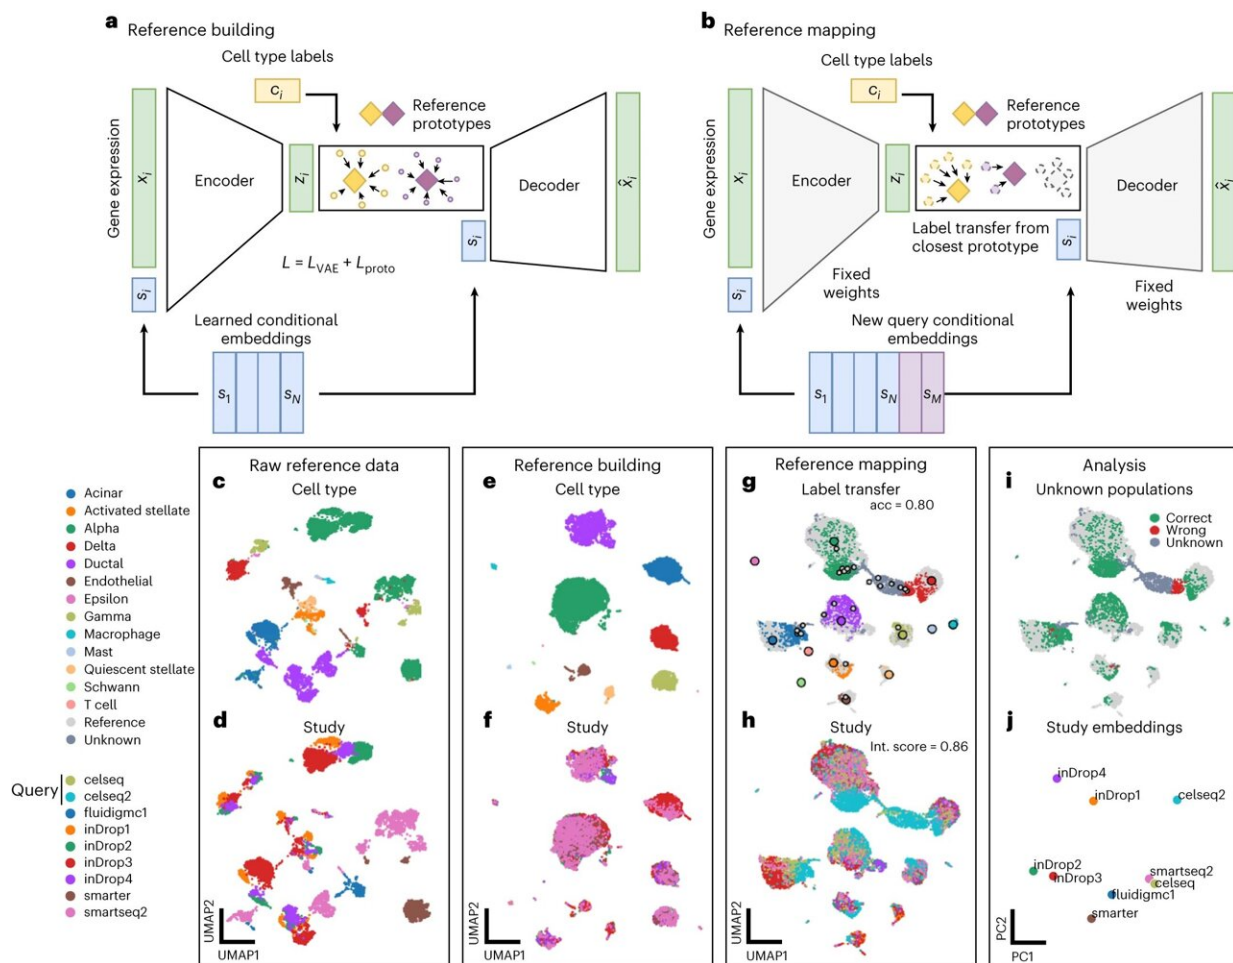 a Reference building
Cell type labels
c_i
Reference
prototypes
Gene expression
x_i
Encoder
z_i
Decoder
x̂_i
s_i
s_i
L = L_VAE + L_proto
Learned conditional
embeddings
s_1
s_N
b Reference mapping
Cell type labels
c_i
Reference
prototypes
Gene expression
x_i
Encoder
z_i
Decoder
x̂_i
Label transfer from
closest prototype
s_i
s_i
Fixed
weights
Fixed
weights
New query conditional
embeddings
s_1
s_N
s_M
Acinar
Activated stellate
Alpha
Delta
Ductal
Endothelial
Epsilon
Gamma
Macrophage
Mast
Quiescent stellate
Schwann
T cell
Reference
Unknown
Query
celseq
celseq2
fluidigmc1
inDrop1
inDrop2
inDrop3
inDrop4
smarter
smartseq2
Raw reference data
c Cell type
d Study
UMAP2
UMAP1
Reference building
e Cell type
f Study
UMAP2
UMAP1
Reference mapping
g Label transfer
acc = 0.80
h Study
Int. score = 0.86
UMAP2
UMAP1
Analysis
i Unknown populations
Correct
Wrong
Unknown
j Study embeddings
inDrop4
inDrop1
celseq2
inDrop2
inDrop3
smartseq2
celseq
fluidigmc1
smarter
PC2
PC1